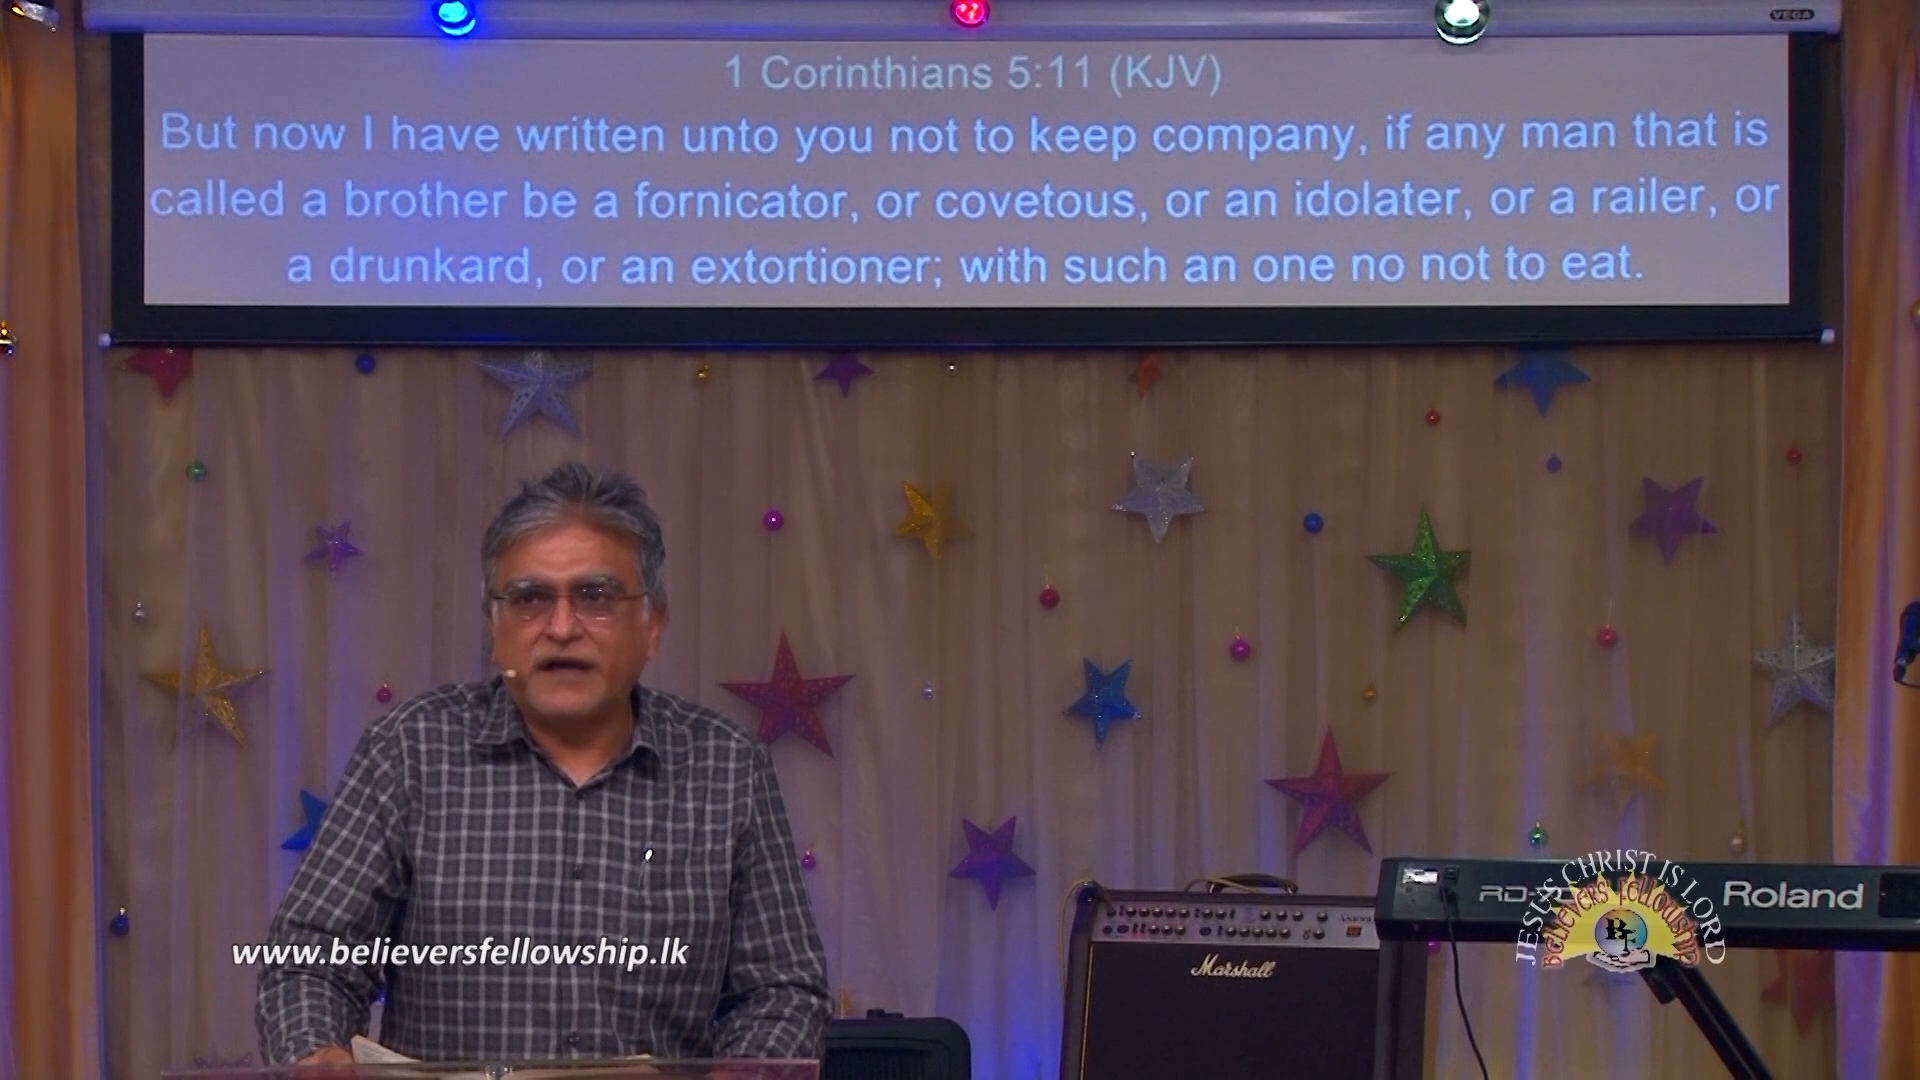 VEGA
1 Corinthians 5:11 (KJV)
But now I have written unto you not to keep company, if any man that is
called a brother be a fornicator, or covetous, or an idolater, or a railer, or
a drunkard, or an extortioner; with such an one no not to eat.
www.believersfellowship.lk
Marshall
RD-
Roland
JESUS CHRIST IS LORD
BELIEVERS FELLOWSHIP
BF